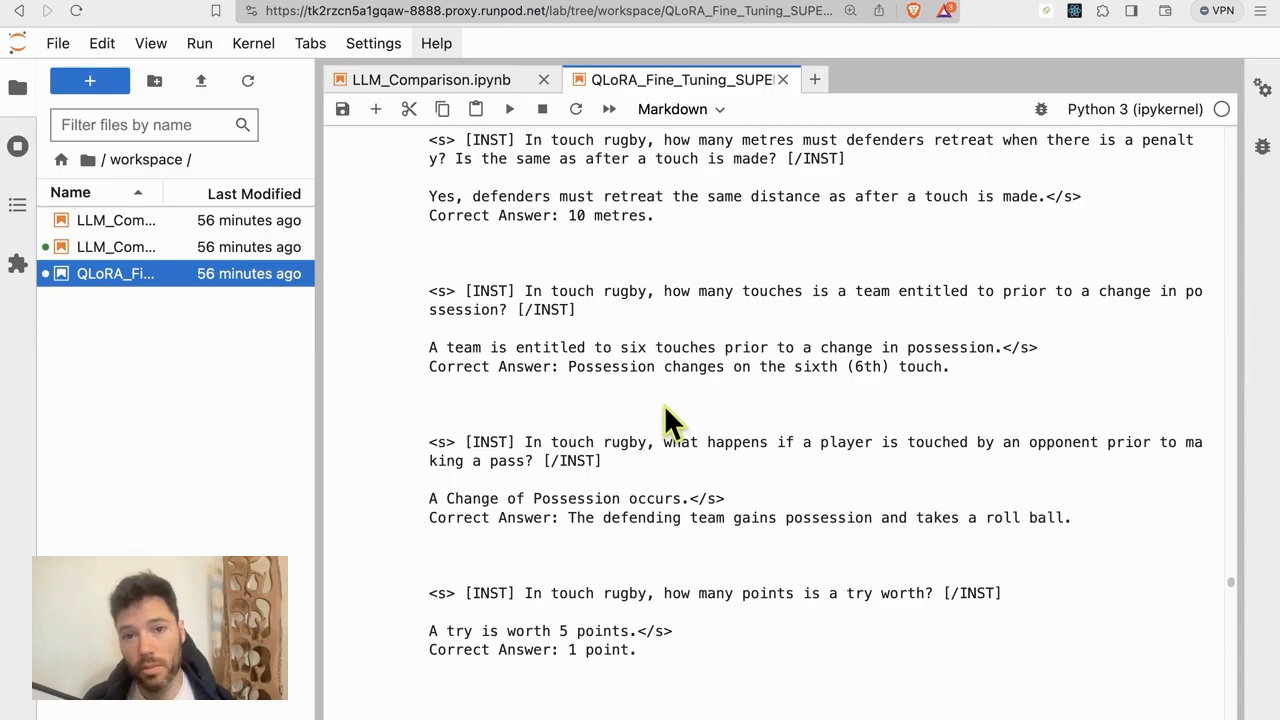 https://tk2rzcn5a1gqaw-8888.proxy.runpod.net/lab/tree/workspace/QLoRA_Fine_Tuning_SUPE...
3
VPN
File Edit View Run Kernel Tabs Settings Help
+
LLM_Comparison.ipynb
QLoRA_Fine_Tuning_SUPE
Filter files by name
Markdown
Python 3 (ipykernel)
/ workspace /
Name Last Modified
LLM_Com... 56 minutes ago
LLM_Com... 56 minutes ago
QLoRA_Fi... 56 minutes ago
<s> [INST] In touch rugby, how many metres must defenders retreat when there is a penalt
y? Is the same as after a touch is made? [/INST]
Yes, defenders must retreat the same distance as after a touch is made.</s>
Correct Answer: 10 metres.
<s> [INST] In touch rugby, how many touches is a team entitled to prior to a change in po
ssession? [/INST]
A team is entitled to six touches prior to a change in possession.</s>
Correct Answer: Possession changes on the sixth (6th) touch.
<s> [INST] In touch rugby, what happens if a player is touched by an opponent prior to ma
king a pass? [/INST]
A Change of Possession occurs.</s>
Correct Answer: The defending team gains possession and takes a roll ball.
<s> [INST] In touch rugby, how many points is a try worth? [/INST]
A try is worth 5 points.</s>
Correct Answer: 1 point.